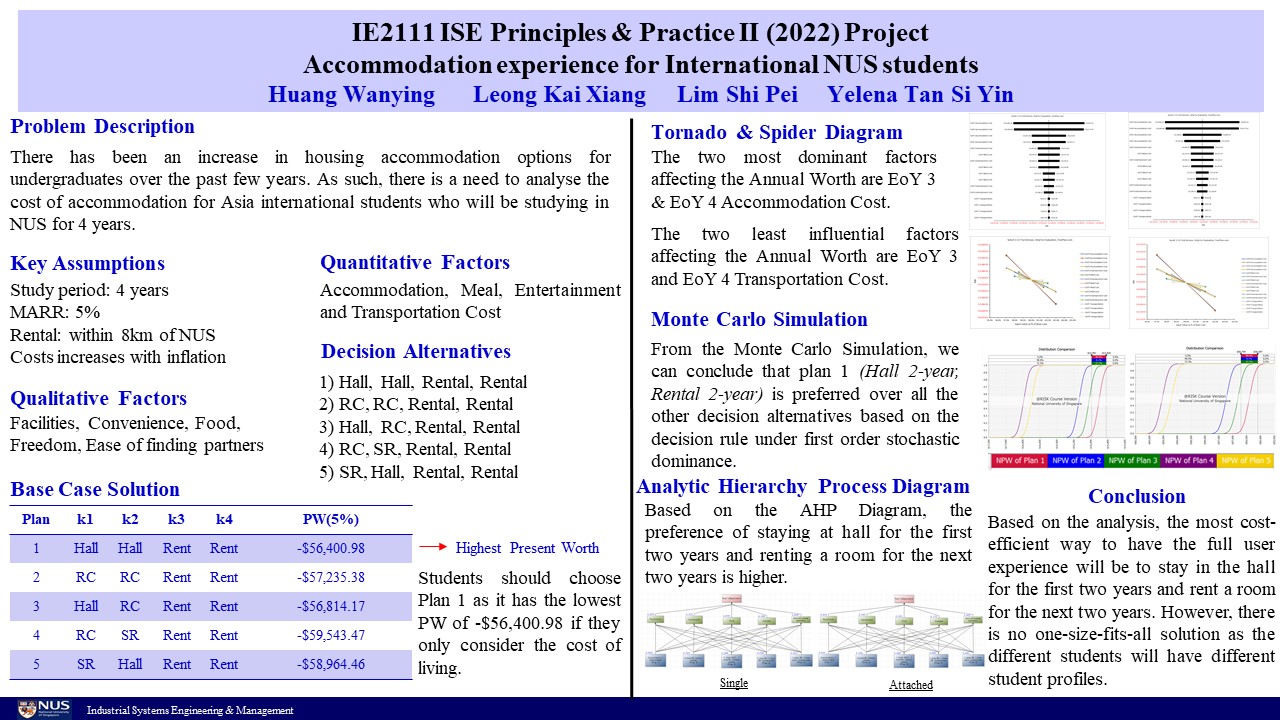 IE2111 ISE Principles & Practice II (2022) Project
Accommodation experience for International NUS students
Huang Wanying Leong Kai Xiang Lim Shi Pei Yelena Tan Si Yin
Problem Description
There has been an increase in housing accommodation options for
undergraduates over the past few years. As such, there is a need to analyse the
cost of accommodation for Asia international students who will be studying in
NUS for 4 years.
Key Assumptions
Study period: 4 years
MARR: 5%
Rental: within 8km of NUS
Costs increases with inflation
Qualitative Factors
Facilities, Convenience, Food,
Freedom, Ease of finding partners
Quantitative Factors
Accommodation, Meal, Entertainment
and Transportation Cost
Decision Alternatives
1) Hall, Hall, Rental, Rental
2) RC, RC, Rental, Rental
3) Hall, RC, Rental, Rental
4) RC, SR, Rental, Rental
5) SR, Hall, Rental, Rental
Base Case Solution
Plan k1 k2 k3 k4 PW(5%)
1 Hall Hall Rent Rent -$56,400.98
2 RC RC Rent Rent -$57,235.38
3 Hall RC Rent Rent -$56,814.17
4 RC SR Rent Rent -$59,543.47
5 SR Hall Rent Rent -$58,964.46
Highest Present Worth
Students should choose
Plan 1 as it has the lowest
PW of -$56,400.98 if they
only consider the cost of
living.
Tornado & Spider Diagram
The two most dominant factors
affecting the Annual Worth are EoY 3
& EoY 4 Accommodation Cost.
The two least influential factors
affecting the Annual Worth are EoY 3
and EoY 4 Transportation Cost.
Monte Carlo Simulation
From the Monte Carlo Simulation, we
can conclude that plan 1 (Hall 2-year,
Rental 2-year) is preferred over all the
other decision alternatives based on the
decision rule under first order stochastic
dominance.
Distribution Comparison
@RISK Course Version
National University of Singapore
Distribution Comparison
@RISK Course Version
National University of Singapore
NPW of Plan 1 NPW of Plan 2 NPW of Plan 3 NPW of Plan 4 NPW of Plan 5
Analytic Hierarchy Process Diagram
Based on the AHP Diagram, the
preference of staying at hall for the first
two years and renting a room for the next
two years is higher.
Single
Attached
Conclusion
Based on the analysis, the most cost-
efficient way to have the full user
experience will be to stay in the hall
for the first two years and rent a room
for the next two years. However, there
is no one-size-fits-all solution as the
different students will have different
student profiles.
NUS
National University
of Singapore
Industrial Systems Engineering & Management